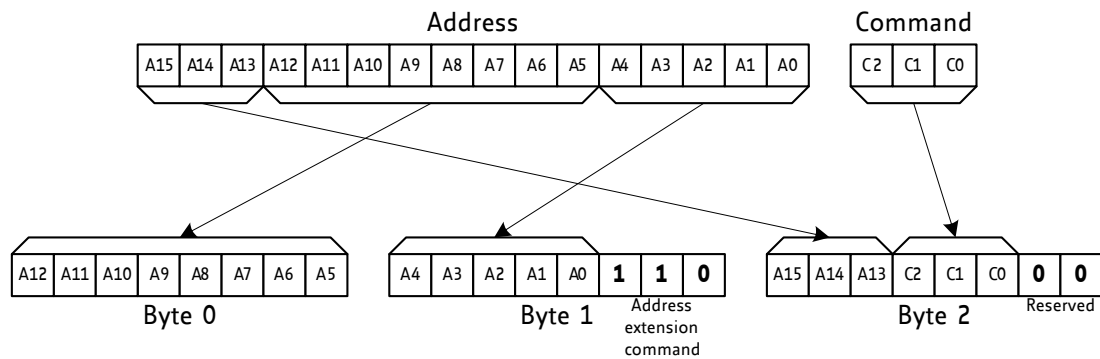 Address Command
A15 A14 A13 A12 A11 A10 A9 A8 A7 A6 A5 A4 A3 A2 A1 A0 C2 C1 C0
A12 A11 A10 A9 A8 A7 A6 A5 A4 A3 A2 A1 A0 1 1 0 A15 A14 A13 C2 C1 C0 0 0
Byte 0 Byte 1 Address Byte 2 Reserved
extension
command